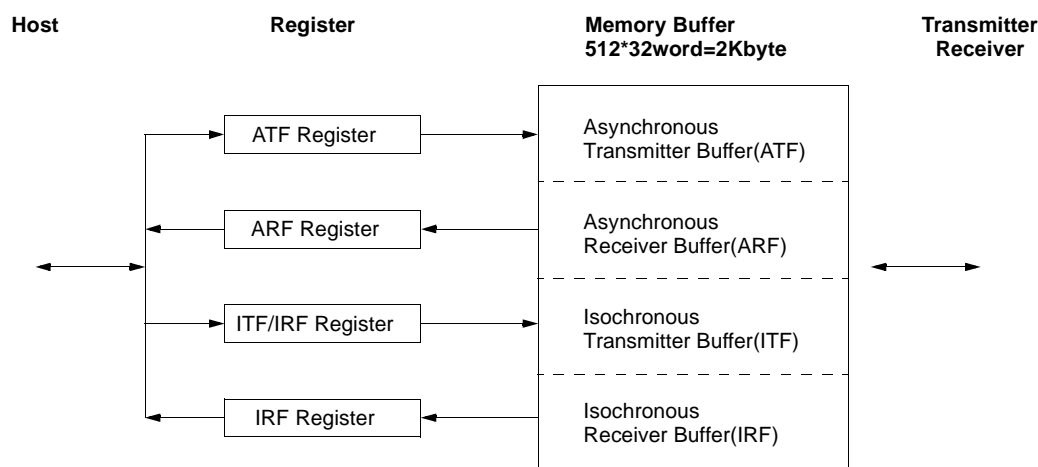 Host
Register
Memory Buffer
512*32word=2Kbyte
Transmitter
Receiver
ATF Register
Asynchronous
Transmitter Buffer(ATF)
ARF Register
Asynchronous
Receiver Buffer(ARF)
ITF/IRF Register
Isochronous
Transmitter Buffer(ITF)
IRF Register
Isochronous
Receiver Buffer(IRF)